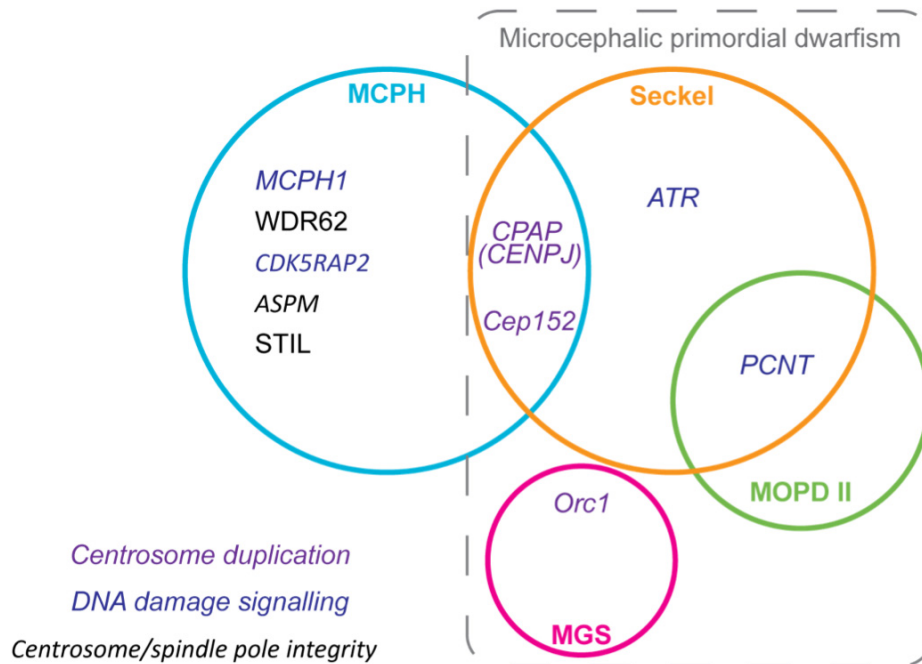 Microcephalic primordial dwarfism
MCPH
Seckel
MCPH1
WDR62
CDK5RAP2
ASPM
STIL
CPAP
(CENPJ)
Cep152
ATR
PCNT
MOPD II
Orc1
MGS
Centrosome duplication
DNA damage signalling
Centrosome/spindle pole integrity